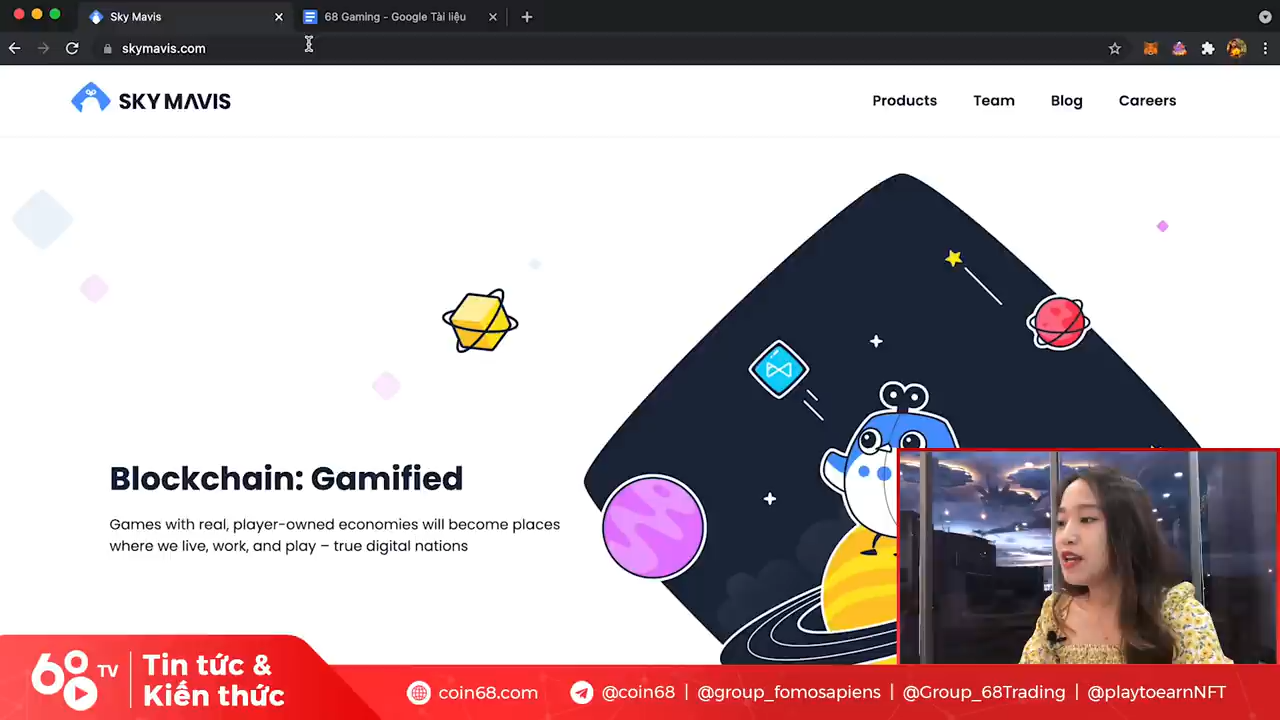 Sky Mavis
68 Gaming - Google Tài liệu
skymavis.com
SKY MAVIS
Products
Team
Blog
Careers
Blockchain: Gamified
Games with real, player-owned economies will become places
where we live, work, and play – true digital nations
68 TV
Tin tức &
Kiến thức
coin68.com
@coin68 | @group_fomosapiens | @Group_68Trading | @playtoearnNFT